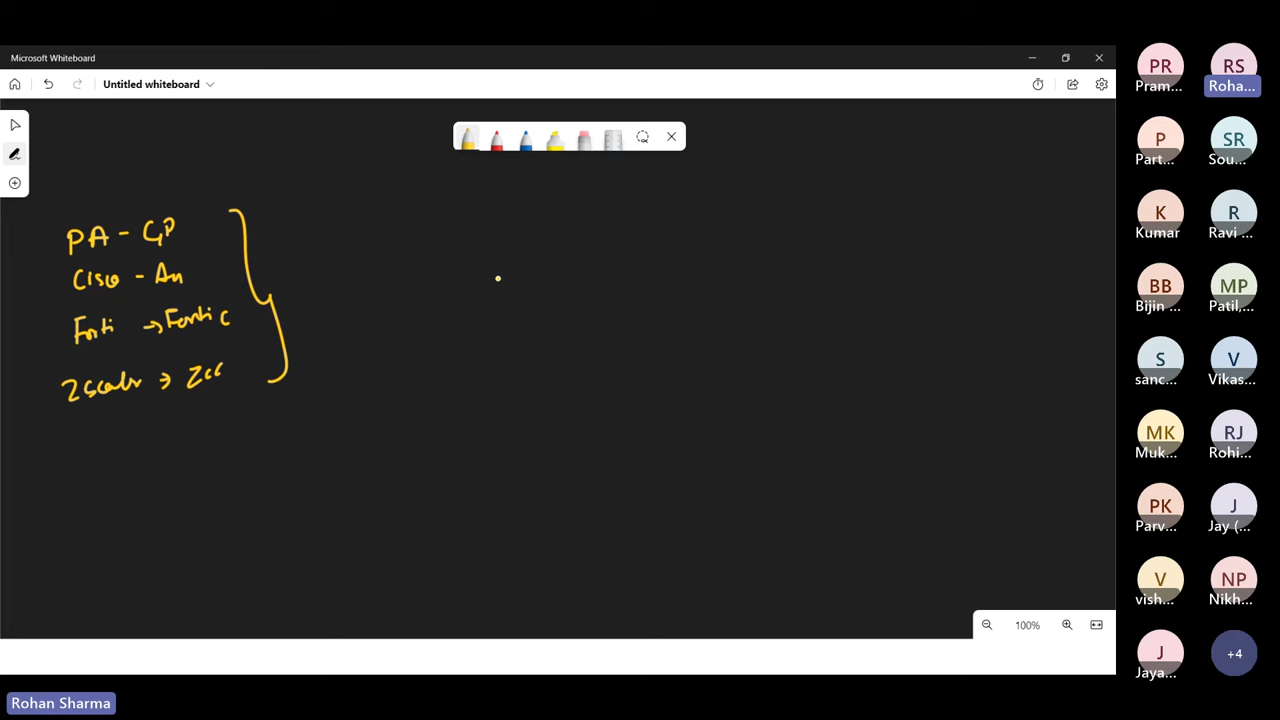 Microsoft Whiteboard
Untitled whiteboard
PA - GP
Cisco - An
Forti → Forti C
Zscaler → Zcc
100%
PR
Pram...
RS
Roha...
P
Part...
SR
Sou...
K
Kumar
R
Ravi ...
BB
Bijin ...
MP
Patil,...
S
sanc...
V
Vikas...
MK
Muk...
RJ
Rohi...
PK
Parv...
J
Jay (...
V
vish...
NP
Nikh...
J
Jaya...
+4
Rohan Sharma